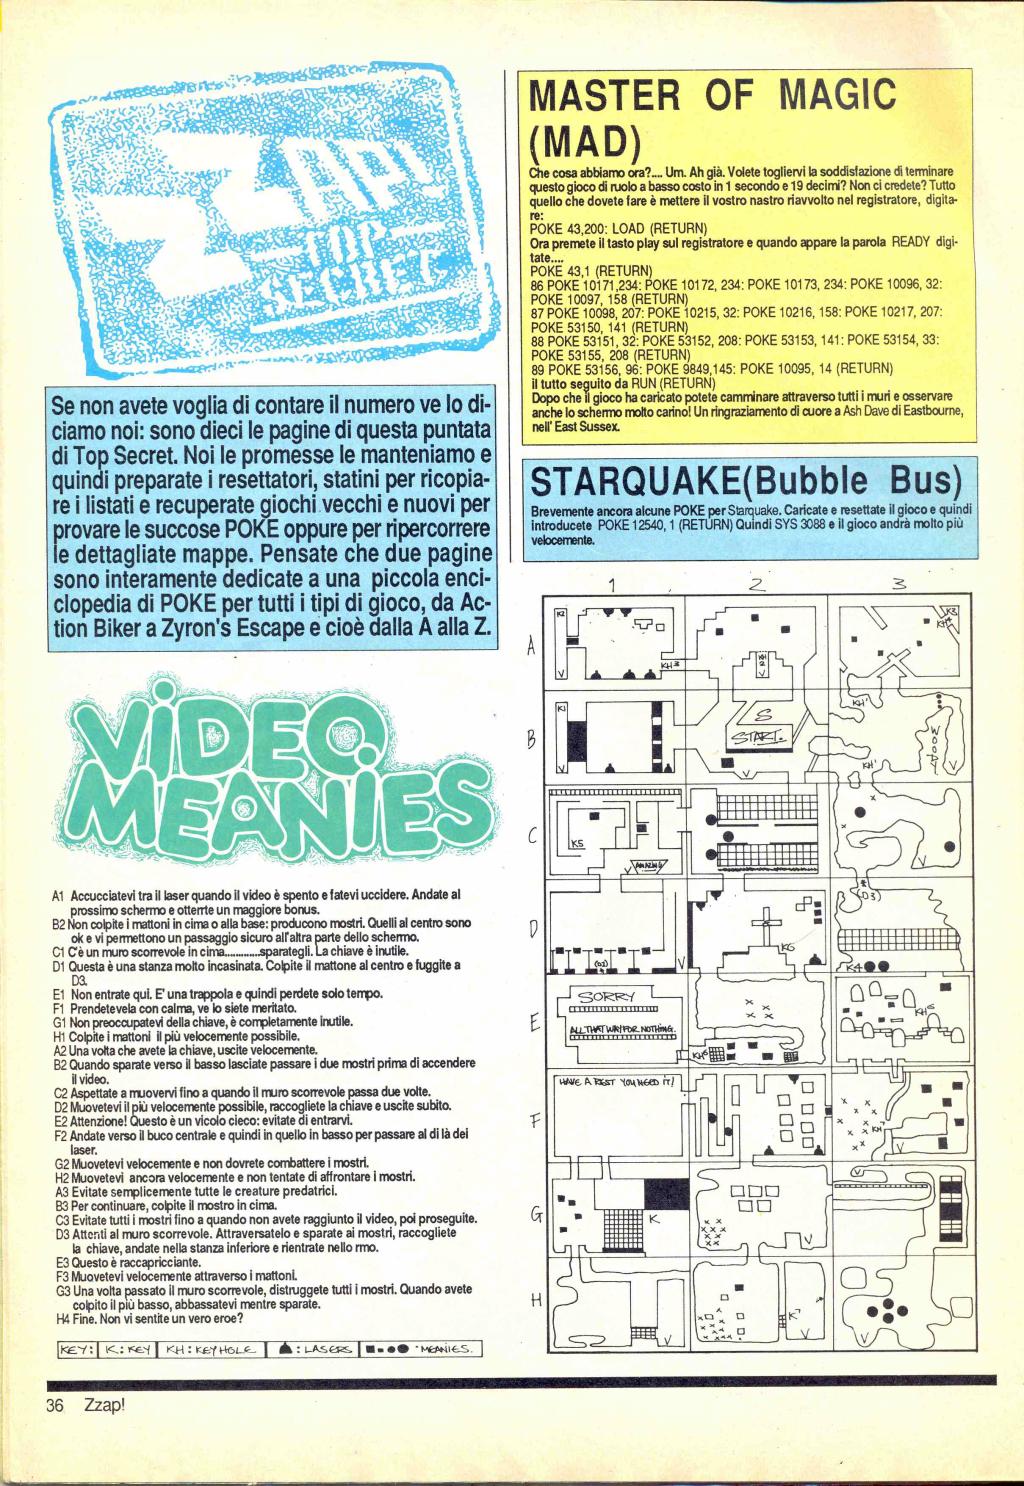 ZZAP!
TOP
SECRET
Se non avete voglia di contare il numero ve lo di-
ciamo noi: sono dieci le pagine di questa puntata
di Top Secret. Noi le promesse le manteniamo e
quindi preparate i resettatori, statini per ricopia-
re i listati e recuperate giochi vecchi e nuovi per
provare le succose POKE oppure per ripercorrere
le dettagliate mappe. Pensate che due pagine
sono interamente dedicate a una piccola enci-
clopedia di POKE per tutti i tipi di gioco, da Ac-
tion Biker a Zyron's Escape e cioè dalla A alla Z.
VIDEO
MEANIES
A1 Accucciatevi tra il laser quando il video è spento e fatevi uccidere. Andate al
prossimo schermo e otterrte un maggiore bonus.
B2 Non colpite i mattoni in cima o alla base: producono mostri. Quelli al centro sono
ok e vi permettono un passaggio sicuro all'altra parte dello schermo.
C1 C'è un muro scorrevole in cima.............sparategli. La chiave è inutile.
D1 Questa è una stanza molto incasinata. Colpite il mattone al centro e fuggite a
D3.
E1 Non entrate qui. E' una trappola e quindi perdete solo tempo.
F1 Prendetevela con calma, ve lo siete meritato.
G1 Non preoccupatevi della chiave, è completamente inutile.
H1 Colpite i mattoni il più velocemente possibile.
A2 Una volta che avete la chiave, uscite velocemente.
B2 Quando sparate verso il basso lasciate passare i due mostri prima di accendere
il video.
C2 Aspettate a muovervi fino a quando il muro scorrevole passa due volte.
D2 Muovetevi il più velocemente possibile, raccogliete la chiave e uscite subito.
E2 Attenzione! Questo è un vicolo cieco: evitate di entrarvi.
F2 Andate verso il buco centrale e quindi in quello in basso per passare al di là dei
laser.
G2 Muovetevi velocemente e non dovrete combattere i mostri.
H2 Muovetevi ancora velocemente e non tentate di affrontare i mostri.
A3 Evitate semplicemente tutte le creature predatrici.
B3 Per continuare, colpite il mostro in cima.
C3 Evitate tutti i mostri fino a quando non avete raggiunto il video, poi proseguite.
D3 Attenti al muro scorrevole. Attraversatelo e sparate ai mostri, raccogliete
la chiave, andate nella stanza inferiore e rientrate nello rmo.
E3 Questo è raccapricciante.
F3 Muovetevi velocemente attraverso i mattoni.
G3 Una volta passato il muro scorrevole, distruggete tutti i mostri. Quando avete
colpito il più basso, abbassatevi mentre sparate.
H4 Fine. Non vi sentite un vero eroe?
KEY: K: KEY KH: KEYHOLE : LASERS MEANIES.
36 Zzap!
MASTER OF MAGIC
(MAD)
Che cosa abbiamo ora?.... Um. Ah già. Volete togliervi la soddisfazione di terminare
questo gioco di ruolo a basso costo in 1 secondo e 19 decimi? Non ci credete? Tutto
quello che dovete fare è mettere il vostro nastro riavvolto nel registratore, digita-
re:
POKE 43,200: LOAD (RETURN)
Ora premete il tasto play sul registratore e quando appare la parola READY digi-
tate....
POKE 43,1 (RETURN)
86 POKE 10171,234: POKE 10172, 234: POKE 10173, 234: POKE 10096, 32:
POKE 10097, 158 (RETURN)
87 POKE 10098, 207: POKE 10215, 32: POKE 10216, 158: POKE 10217, 207:
POKE 53150, 141 (RETURN)
88 POKE 53151, 32: POKE 53152, 208: POKE 53153, 141: POKE 53154, 33:
POKE 53155, 208 (RETURN)
89 POKE 53156, 96: POKE 9849,145: POKE 10095, 14 (RETURN)
il tutto seguito da RUN (RETURN)
Dopo che il gioco ha caricato potete camminare attraverso tutti i muri e osservare
anche lo schermo molto carino! Un ringraziamento di cuore a Ash Dave di Eastbourne,
nell' East Sussex.
STARQUAKE(Bubble Bus)
Brevemente ancora alcune POKE per Starquake. Caricate e resettate il gioco e quindi
introducete POKE 12540, 1 (RETURN) Quindi SYS 3088 e il gioco andrà molto più
velocemente.
1 2 3
A
K2
V
KH3
KH
2
V
K3
KH4
B
K1
V
S
START.
V
KH'
KH'
WOODY
V
C
K5
AMAZING
V
V
D
(D1)
V
K6
V
(D3)
K4
E
SORRY
ALL THAT WAY FOR NOTHING.
KH6
KH5
F
HAVE A REST YOU NEED IT!
V
KH7
V
G
K
V
V
H
V
K7
V
V